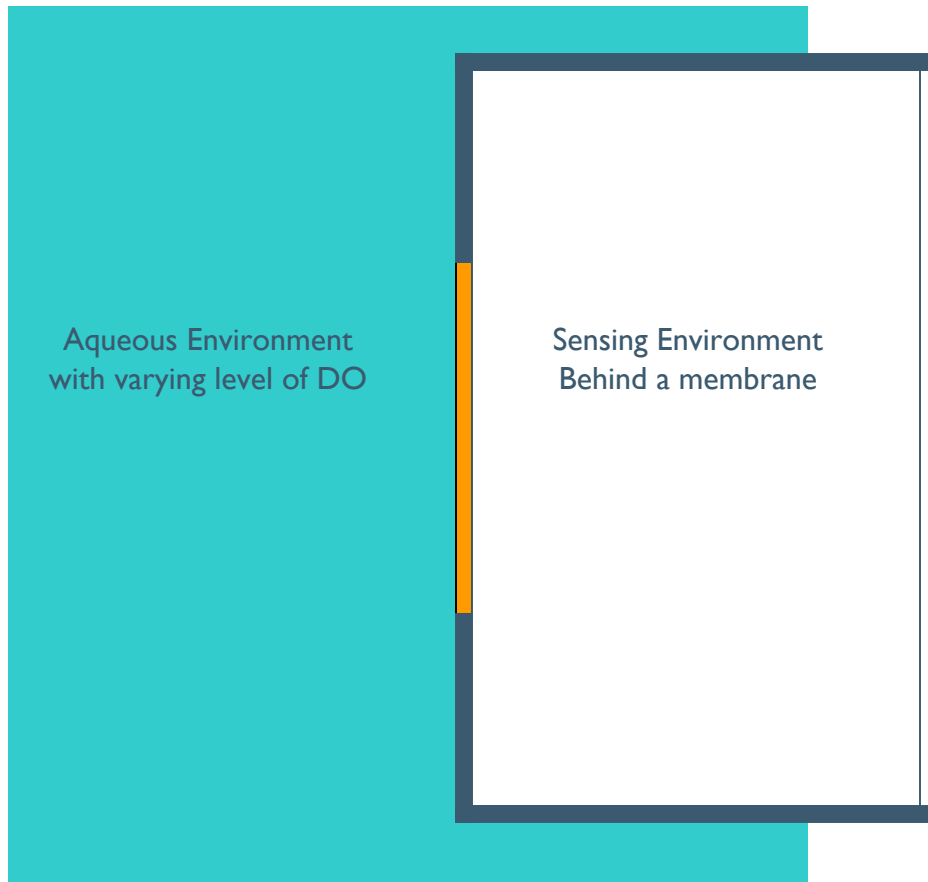 Aqueous Environment
with varying level of DO
Sensing Environment
Behind a membrane